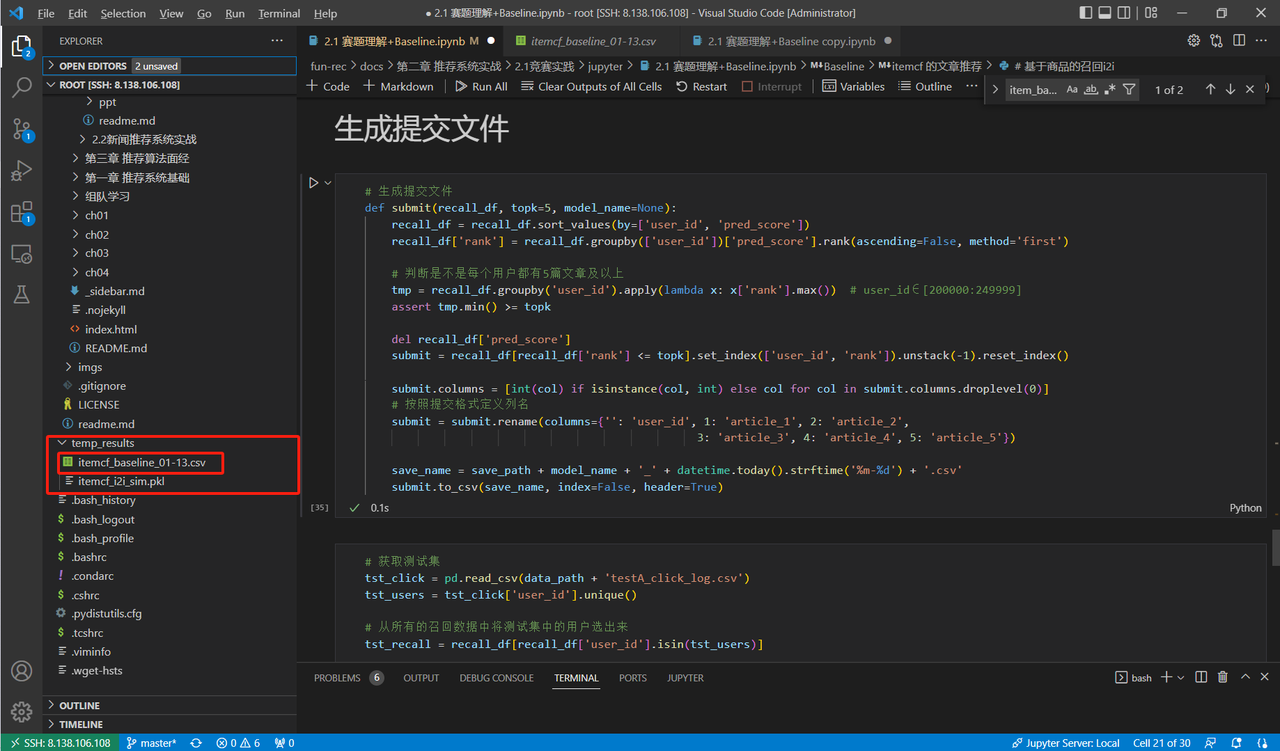 File Edit Selection View Go Run Terminal Help
● 2.1 赛题理解+Baseline.ipynb - root [SSH: 8.138.106.108] - Visual Studio Code [Administrator]
EXPLORER
OPEN EDITORS 2 unsaved
ROOT [SSH: 8.138.106.108]
ppt
readme.md
2.2新闻推荐系统实战
第三章 推荐算法面经
第一章 推荐系统基础
组队学习
ch01
ch02
ch03
ch04
_sidebar.md
.nojekyll
index.html
README.md
imgs
.gitignore
LICENSE
readme.md
temp_results
itemcf_baseline_01-13.csv
itemcf_i2i_sim.pkl
.bash_history
.bash_logout
.bash_profile
.bashrc
.condarc
.cshrc
.pydistutils.cfg
.tcshrc
.viminfo
.wget-hsts
OUTLINE
TIMELINE
2.1 赛题理解+Baseline.ipynb M ●
itemcf_baseline_01-13.csv
2.1 赛题理解+Baseline copy.ipynb ●
fun-rec > docs > 第二章 推荐系统实战 > 2.1竞赛实践 > jupyter > 2.1 赛题理解+Baseline.ipynb > M↓Baseline > M↓itemcf 的文章推荐 > # 基于商品的召回i2i
+ Code + Markdown Run All Clear Outputs of All Cells Restart Interrupt Variables Outline ···
item_ba... Aa ab 1 of 2
生成提交文件
# 生成提交文件
def submit(recall_df, topk=5, model_name=None):
recall_df = recall_df.sort_values(by=['user_id', 'pred_score'])
recall_df['rank'] = recall_df.groupby(['user_id'])['pred_score'].rank(ascending=False, method='first')
# 判断是不是每个用户都有5篇文章及以上
tmp = recall_df.groupby('user_id').apply(lambda x: x['rank'].max()) # user_id∈[200000:249999]
assert tmp.min() >= topk
del recall_df['pred_score']
submit = recall_df[recall_df['rank'] <= topk].set_index(['user_id', 'rank']).unstack(-1).reset_index()
submit.columns = [int(col) if isinstance(col, int) else col for col in submit.columns.droplevel(0)]
# 按照提交格式定义列名
submit = submit.rename(columns={'': 'user_id', 1: 'article_1', 2: 'article_2',
3: 'article_3', 4: 'article_4', 5: 'article_5'})
save_name = save_path + model_name + '_' + datetime.today().strftime('%m-%d') + '.csv'
submit.to_csv(save_name, index=False, header=True)
[35] ✓ 0.1s Python
# 获取测试集
tst_click = pd.read_csv(data_path + 'testA_click_log.csv')
tst_users = tst_click['user_id'].unique()
# 从所有的召回数据中将测试集中的用户选出来
tst_recall = recall_df[recall_df['user_id'].isin(tst_users)]
PROBLEMS 6 OUTPUT DEBUG CONSOLE TERMINAL PORTS JUPYTER
bash
SSH: 8.138.106.108 master* 0 6 0
Jupyter Server: Local Cell 21 of 30
2
1
1